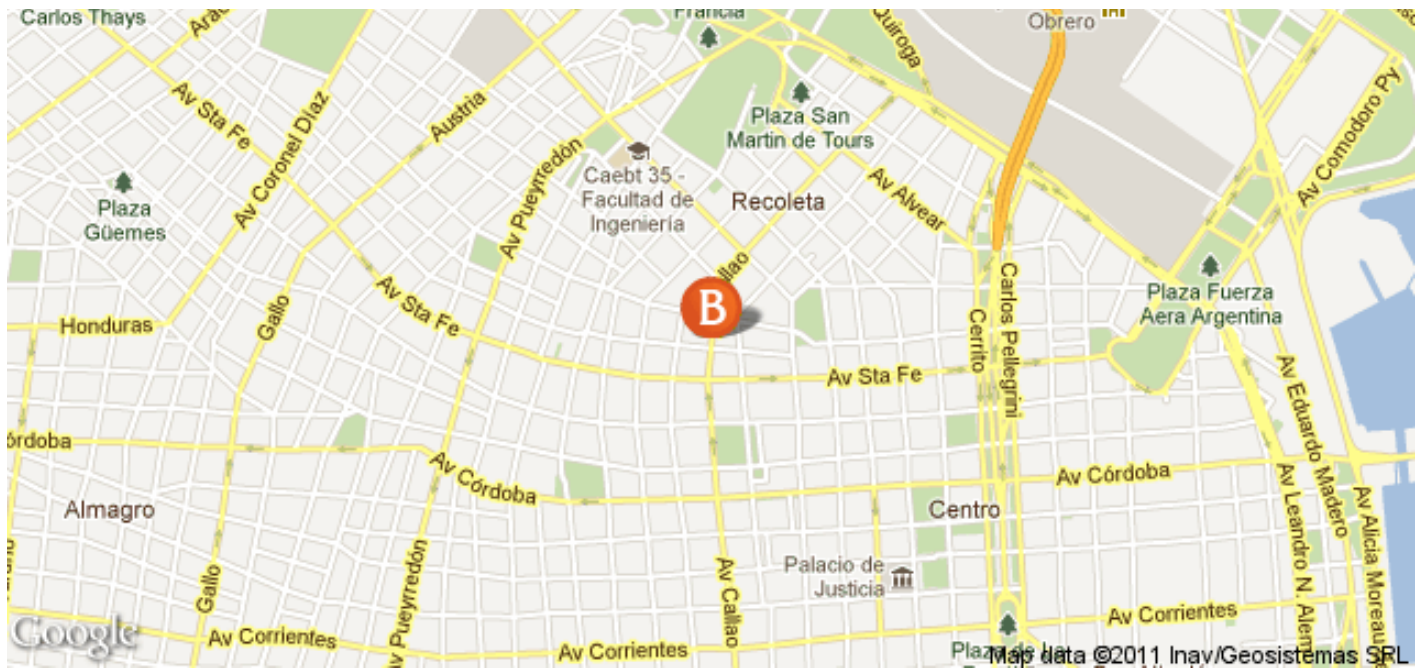 Carlos Thays
Francia
Quiroga
Obrero
Av Sta Fe
Av Coronel Diaz
Austria
Plaza San
Martin de Tours
Av Comodoro Py
Plaza
Güemes
Av Pueyrredón
Caebt 35 -
Facultad de
Ingeniería
Recoleta
Av Alvear
Av Sta Fe
B
Plaza Fuerza
Aera Argentina
Honduras
Gallo
Cerrito
Carlos Pellegrini
Av Sta Fe
Av Eduardo Madero
Av Córdoba
Av Córdoba
Almagro
Centro
Av Leandro N. Alem
Av Alicia Moreau
Gallo
Av Pueyrredón
Av Callao
Palacio de
Justicia
Av Corrientes
Av Corrientes
Av Corrientes
Google
Plaza de
Map data ©2011 Inav/Geosistemas SRL